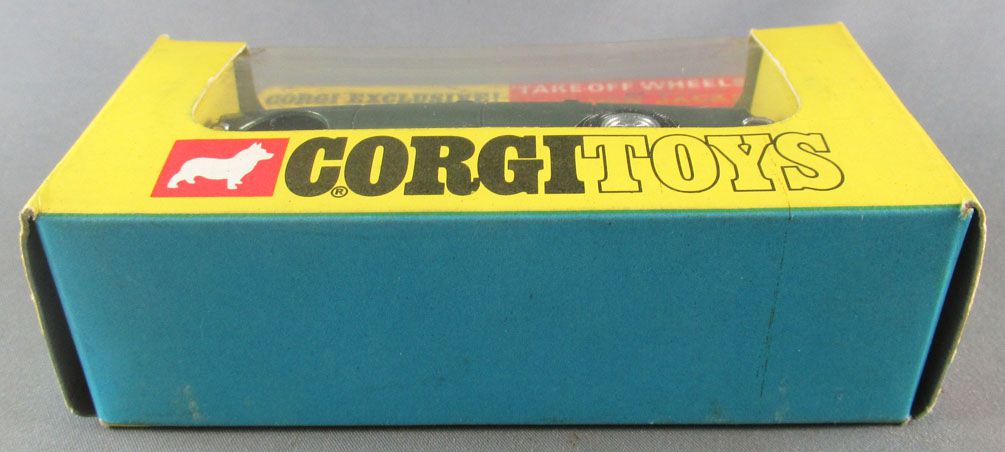 CORGI EXCLUSIVE!
TAKE-OFF WHEELS
CORGI TOYS
®